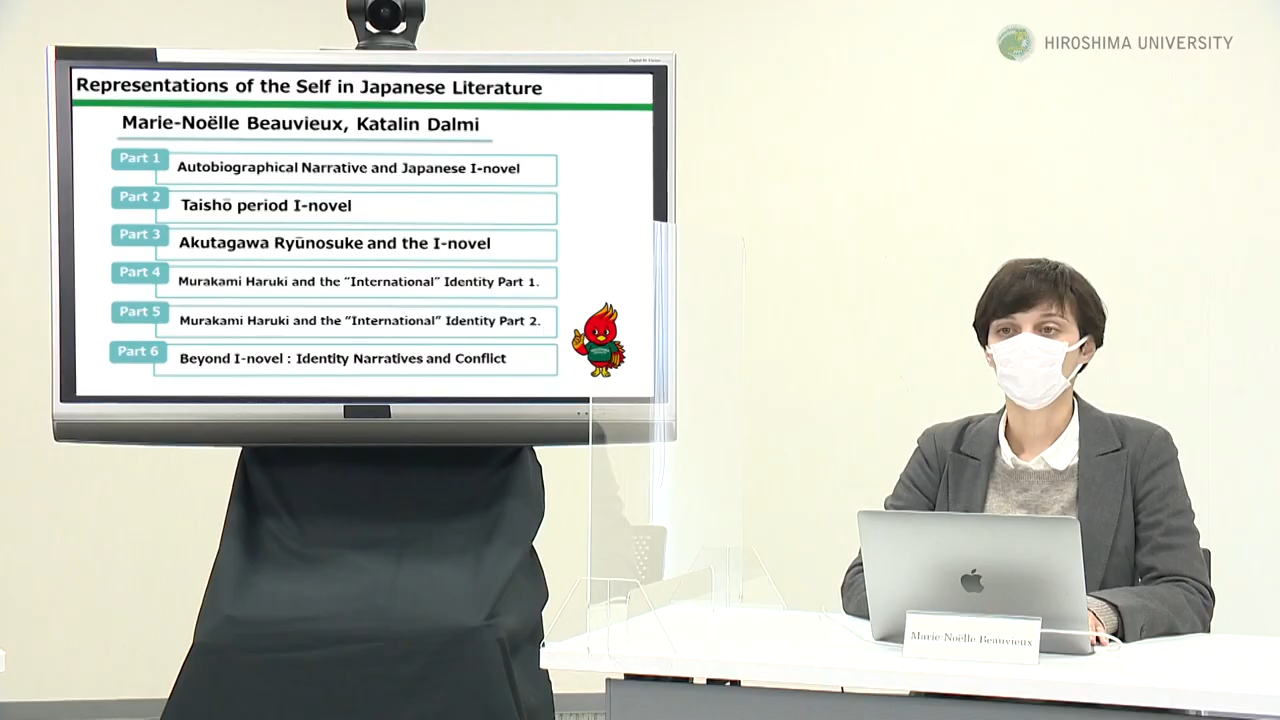 HIROSHIMA UNIVERSITY
Representations of the Self in Japanese Literature
Marie-Noëlle Beauvieux, Katalin Dalmi
Part 1
Autobiographical Narrative and Japanese I-novel
Part 2
Taishō period I-novel
Part 3
Akutagawa Ryūnosuke and the I-novel
Part 4
Murakami Haruki and the “International” Identity Part 1.
Part 5
Murakami Haruki and the “International” Identity Part 2.
Part 6
Beyond I-novel : Identity Narratives and Conflict
Marie-Noëlle Beauvieux